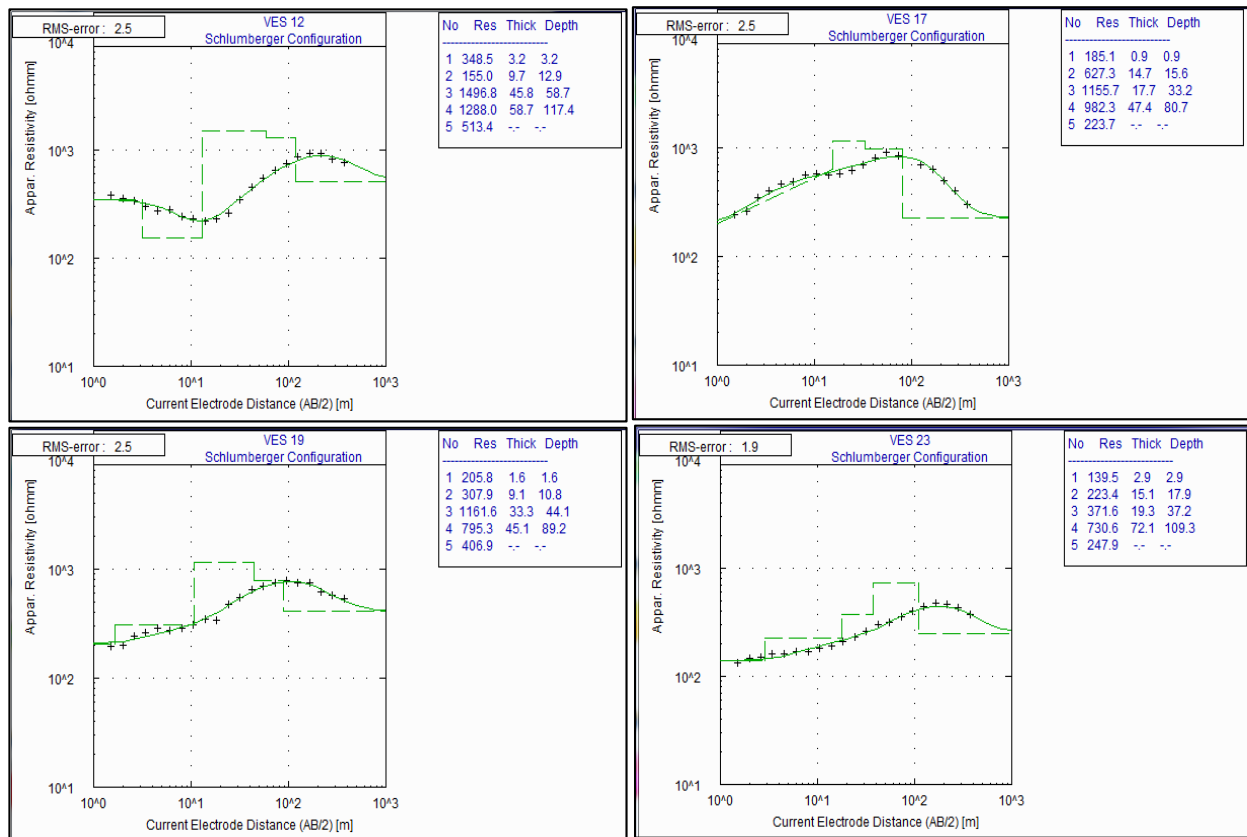 RMS-error : 2.5
VES 12
Schlumberger Configuration
No Res Thick Depth
-------------------------
1 348.5 3.2 3.2
2 155.0 9.7 12.9
3 1496.8 45.8 58.7
4 1288.0 58.7 117.4
5 513.4 -.- -.-
Appar. Resistivity [ohmm]
10^4
10^3
10^2
10^1
10^0 10^1 10^2 10^3
Current Electrode Distance (AB/2) [m]
RMS-error : 2.5
VES 17
Schlumberger Configuration
No Res Thick Depth
-------------------------
1 185.1 0.9 0.9
2 627.3 14.7 15.6
3 1155.7 17.7 33.2
4 982.3 47.4 80.7
5 223.7 -.- -.-
Appar. Resistivity [ohmm]
10^4
10^3
10^2
10^1
10^0 10^1 10^2 10^3
Current Electrode Distance (AB/2) [m]
RMS-error : 2.5
VES 19
Schlumberger Configuration
No Res Thick Depth
-------------------------
1 205.8 1.6 1.6
2 307.9 9.1 10.8
3 1161.6 33.3 44.1
4 795.3 45.1 89.2
5 406.9 -.- -.-
Appar. Resistivity [ohmm]
10^4
10^3
10^2
10^1
10^0 10^1 10^2 10^3
Current Electrode Distance (AB/2) [m]
RMS-error : 1.9
VES 23
Schlumberger Configuration
No Res Thick Depth
-------------------------
1 139.5 2.9 2.9
2 223.4 15.1 17.9
3 371.6 19.3 37.2
4 730.6 72.1 109.3
5 247.9 -.- -.-
Appar. Resistivity [ohmm]
10^4
10^3
10^2
10^1
10^0 10^1 10^2 10^3
Current Electrode Distance (AB/2) [m]